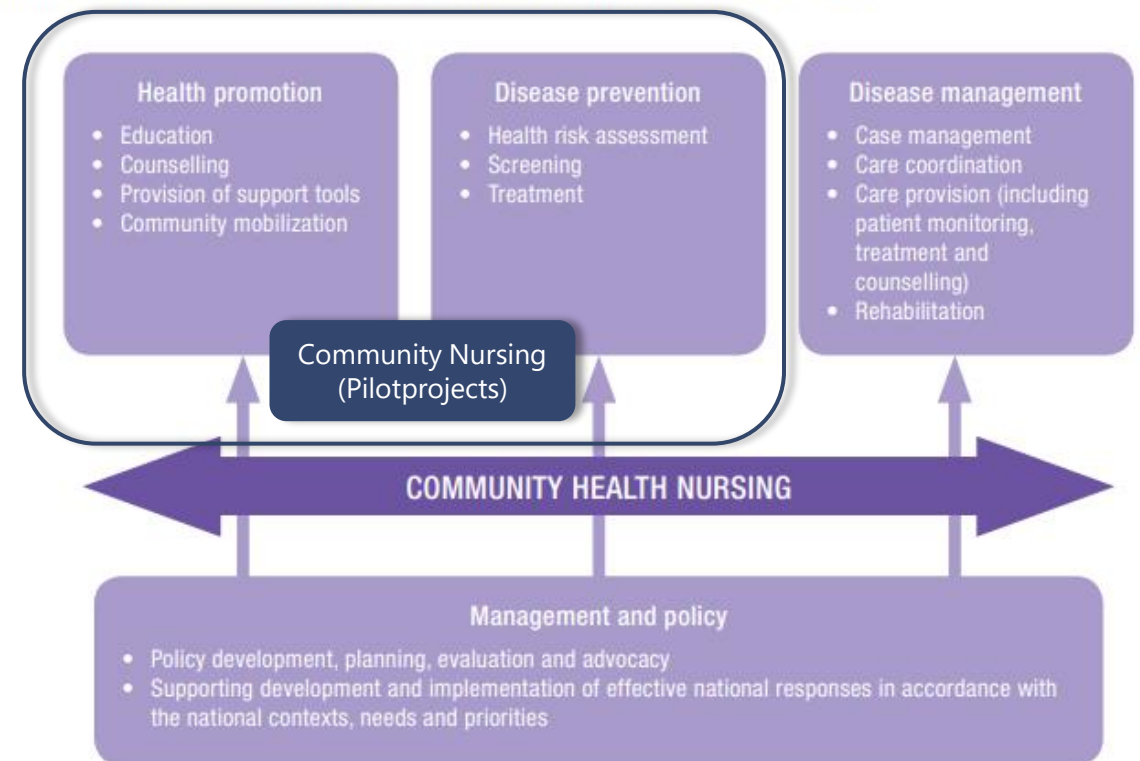 Health promotion
• Education
• Counselling
• Provision of support tools
• Community mobilization
Disease prevention
• Health risk assessment
• Screening
• Treatment
Disease management
• Case management
• Care coordination
• Care provision (including
patient monitoring,
treatment and
counselling)
• Rehabilitation
Community Nursing
(Pilotprojects)
COMMUNITY HEALTH NURSING
Management and policy
• Policy development, planning, evaluation and advocacy
• Supporting development and implementation of effective national responses in accordance with
the national contexts, needs and priorities